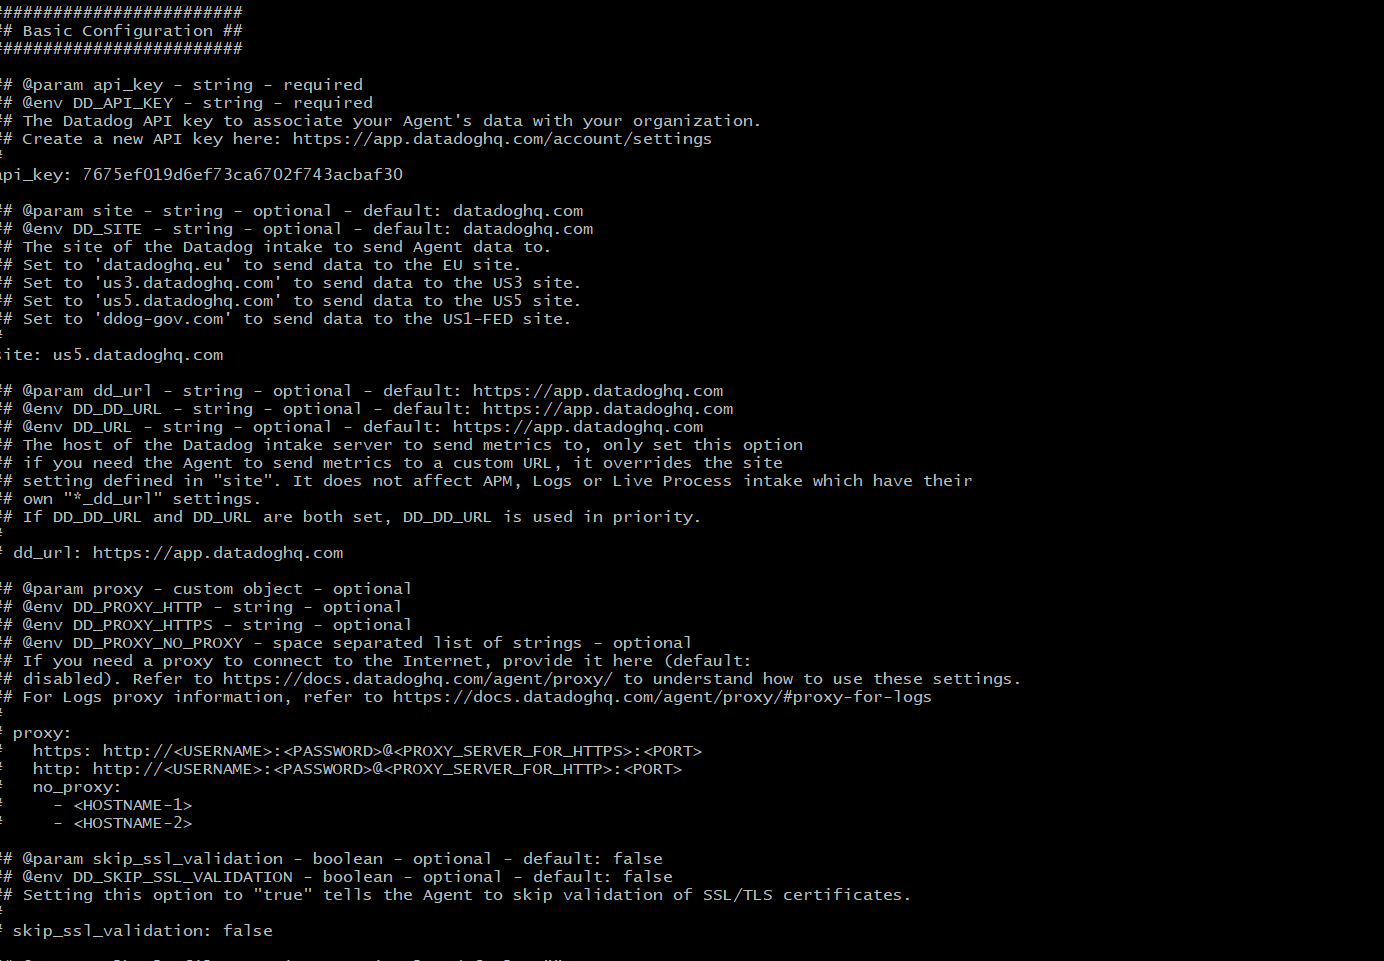 ########################
## Basic Configuration ##
########################
## @param api_key - string - required
## @env DD_API_KEY - string - required
## The Datadog API key to associate your Agent's data with your organization.
## Create a new API key here: https://app.datadoghq.com/account/settings
#
api_key: 7675ef019d6ef73ca6702f743acbaf30
## @param site - string - optional - default: datadoghq.com
## @env DD_SITE - string - optional - default: datadoghq.com
## The site of the Datadog intake to send Agent data to.
## Set to 'datadoghq.eu' to send data to the EU site.
## Set to 'us3.datadoghq.com' to send data to the US3 site.
## Set to 'us5.datadoghq.com' to send data to the US5 site.
## Set to 'ddog-gov.com' to send data to the US1-FED site.
#
site: us5.datadoghq.com
## @param dd_url - string - optional - default: https://app.datadoghq.com
## @env DD_DD_URL - string - optional - default: https://app.datadoghq.com
## @env DD_URL - string - optional - default: https://app.datadoghq.com
## The host of the Datadog intake server to send metrics to, only set this option
## if you need the Agent to send metrics to a custom URL, it overrides the site
## setting defined in "site". It does not affect APM, Logs or Live Process intake which have their
## own "*_dd_url" settings.
## If DD_DD_URL and DD_URL are both set, DD_DD_URL is used in priority.
#
# dd_url: https://app.datadoghq.com
## @param proxy - custom object - optional
## @env DD_PROXY_HTTP - string - optional
## @env DD_PROXY_HTTPS - string - optional
## @env DD_PROXY_NO_PROXY - space separated list of strings - optional
## If you need a proxy to connect to the Internet, provide it here (default:
## disabled). Refer to https://docs.datadoghq.com/agent/proxy/ to understand how to use these settings.
## For Logs proxy information, refer to https://docs.datadoghq.com/agent/proxy/#proxy-for-logs
#
# proxy:
#   https: http://<USERNAME>:<PASSWORD>@<PROXY_SERVER_FOR_HTTPS>:<PORT>
#   http: http://<USERNAME>:<PASSWORD>@<PROXY_SERVER_FOR_HTTP>:<PORT>
#   no_proxy:
#     - <HOSTNAME-1>
#     - <HOSTNAME-2>
## @param skip_ssl_validation - boolean - optional - default: false
## @env DD_SKIP_SSL_VALIDATION - boolean - optional - default: false
## Setting this option to "true" tells the Agent to skip validation of SSL/TLS certificates.
#
# skip_ssl_validation: false